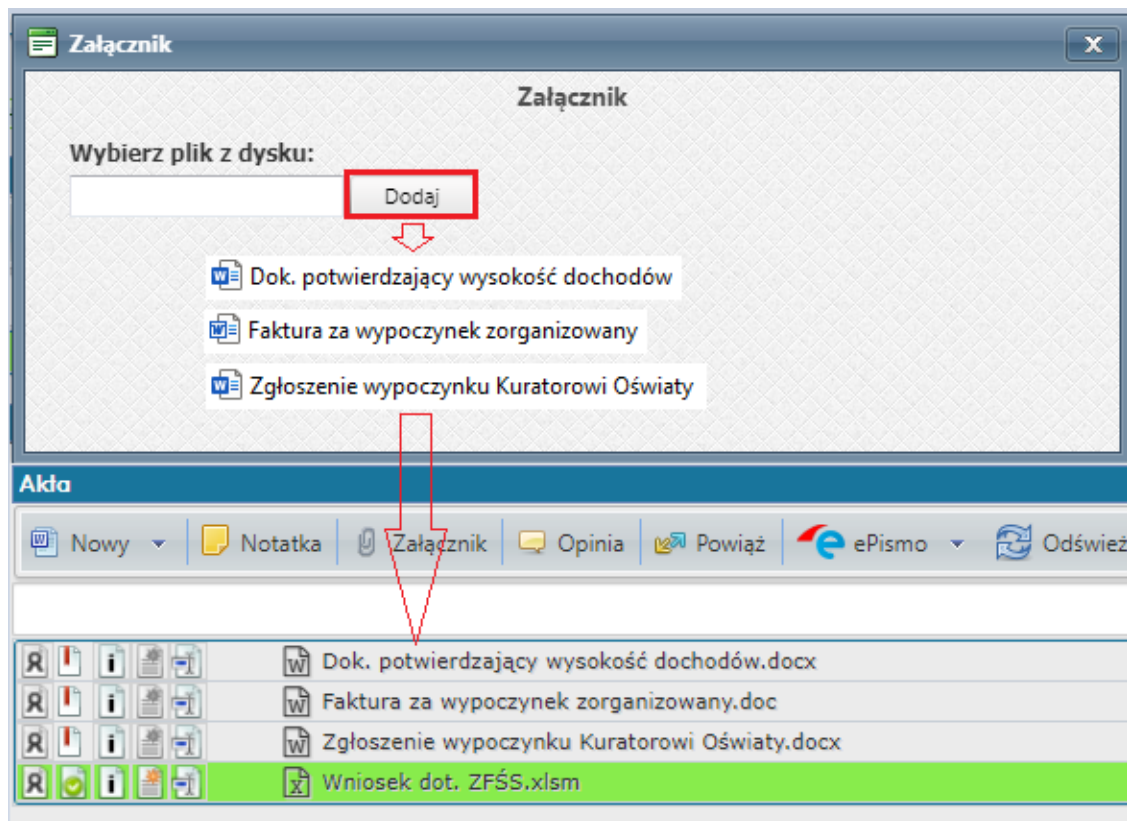 Załącznik
X
Załącznik
Wybierz plik z dysku:
Dodaj
Dok. potwierdzający wysokość dochodów
Faktura za wypoczynek zorganizowany
Zgłoszenie wypoczynku Kuratorowi Oświaty
Akta
Nowy Notatka Załącznik Opinia Powiąż ePismo Odśwież
Dok. potwierdzający wysokość dochodów.docx
Faktura za wypoczynek zorganizowany.doc
Zgłoszenie wypoczynku Kuratorowi Oświaty.docx
Wniosek dot. ZFŚS.xlsm